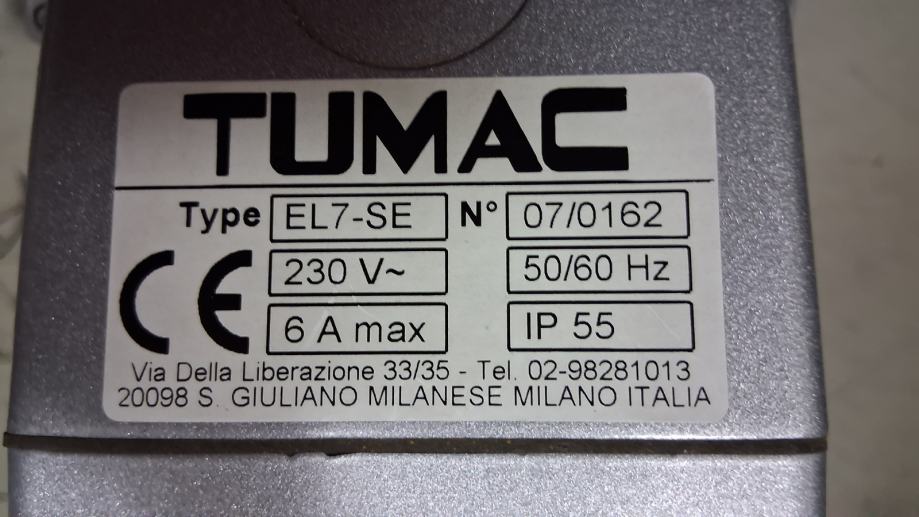 TUMAC
Type EL7-SE N° 07/0162
CE 230 V~ 50/60 Hz
6 A max IP 55
Via Della Liberazione 33/35 - Tel. 02-98281013
20098 S. GIULIANO MILANESE MILANO ITALIA